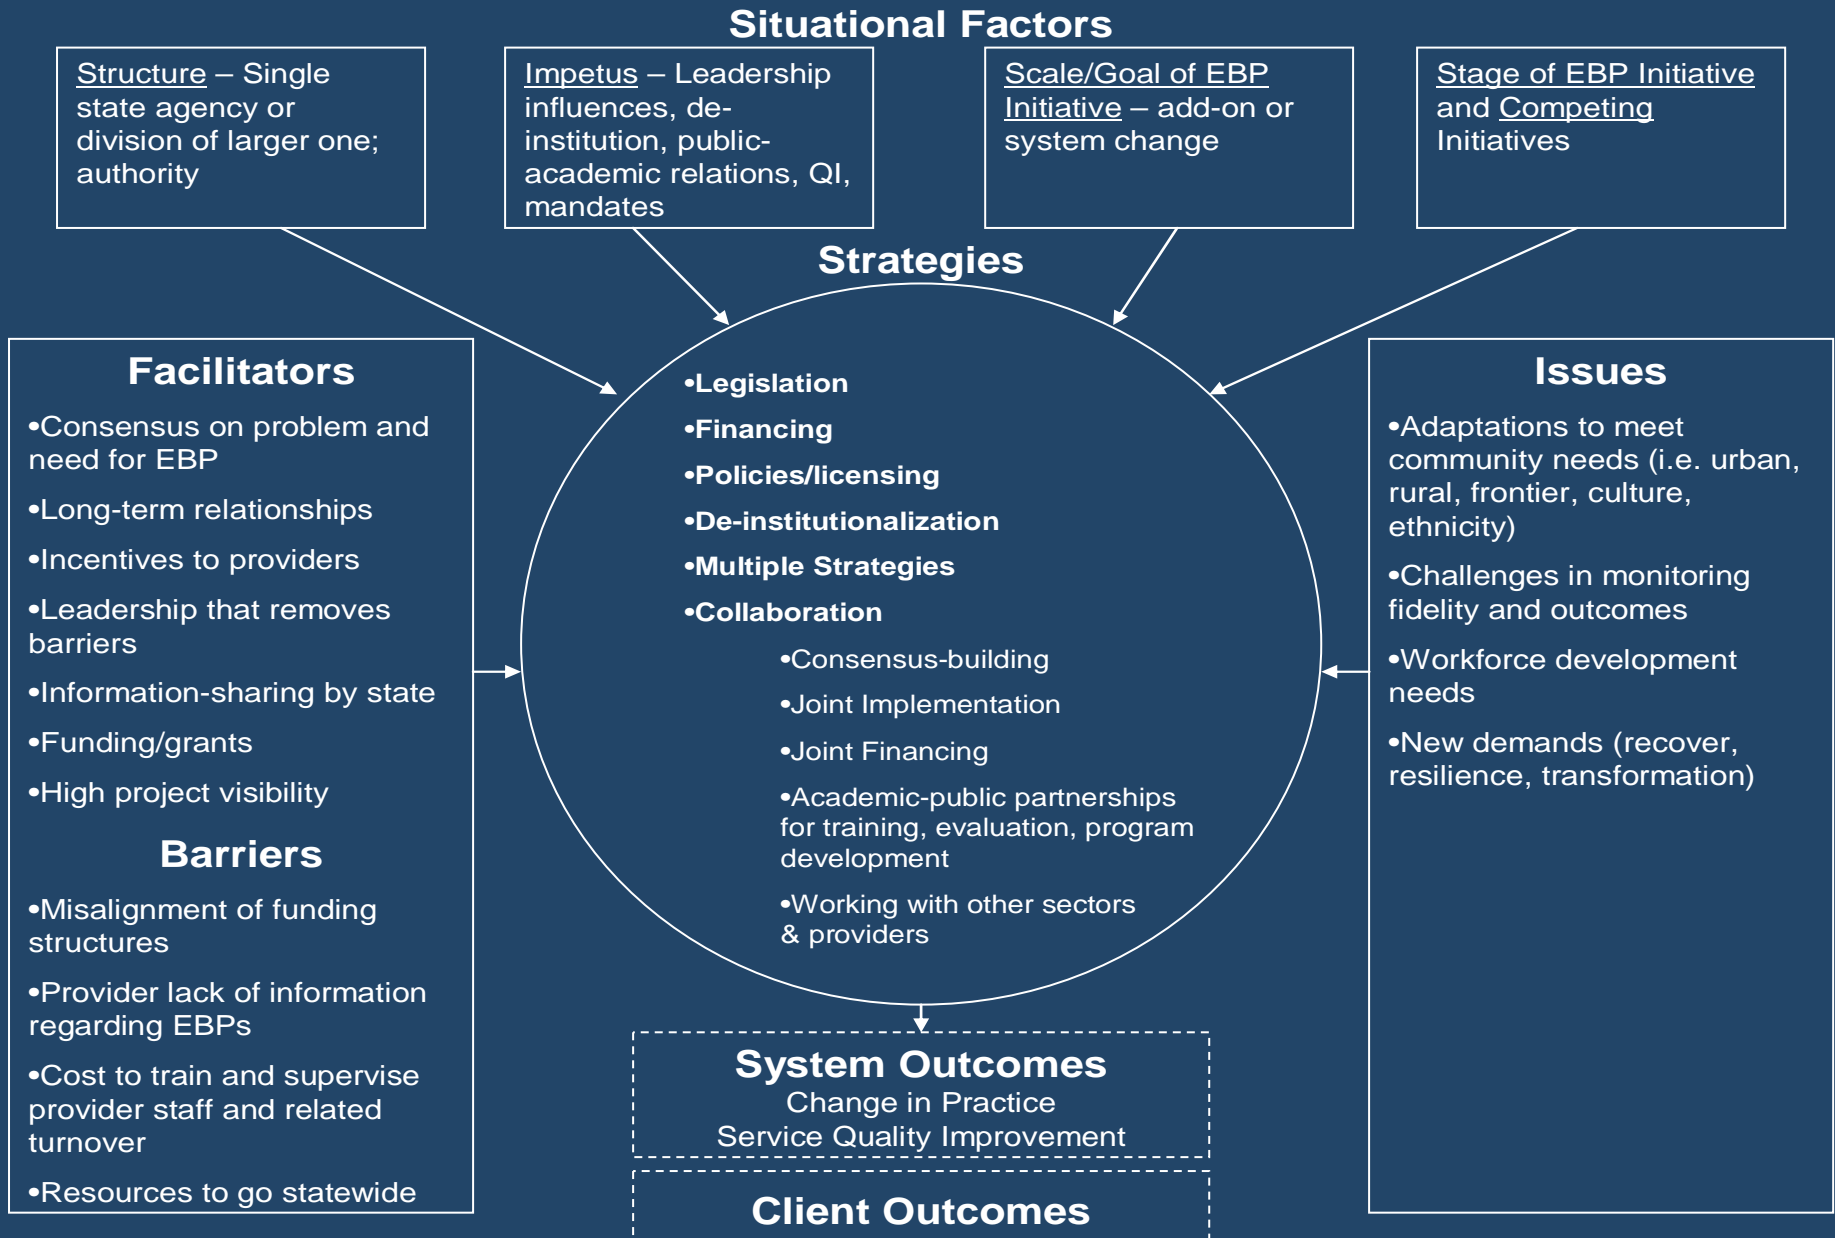 Situational Factors
Structure – Single
state agency or
division of larger one;
authority
Impetus – Leadership
influences, de-
institution, public-
academic relations, QI,
mandates
Scale/Goal of EBP
Initiative – add-on or
system change
Stage of EBP Initiative
and Competing
Initiatives
Strategies
•Legislation
•Financing
•Policies/licensing
•De-institutionalization
•Multiple Strategies
•Collaboration
•Consensus-building
•Joint Implementation
•Joint Financing
•Academic-public partnerships
for training, evaluation, program
development
•Working with other sectors
& providers
Facilitators
•Consensus on problem and
need for EBP
•Long-term relationships
•Incentives to providers
•Leadership that removes
barriers
•Information-sharing by state
•Funding/grants
•High project visibility
Barriers
•Misalignment of funding
structures
•Provider lack of information
regarding EBPs
•Cost to train and supervise
provider staff and related
turnover
•Resources to go statewide
Issues
•Adaptations to meet
community needs (i.e. urban,
rural, frontier, culture,
ethnicity)
•Challenges in monitoring
fidelity and outcomes
•Workforce development
needs
•New demands (recover,
resilience, transformation)
System Outcomes
Change in Practice
Service Quality Improvement
Client Outcomes